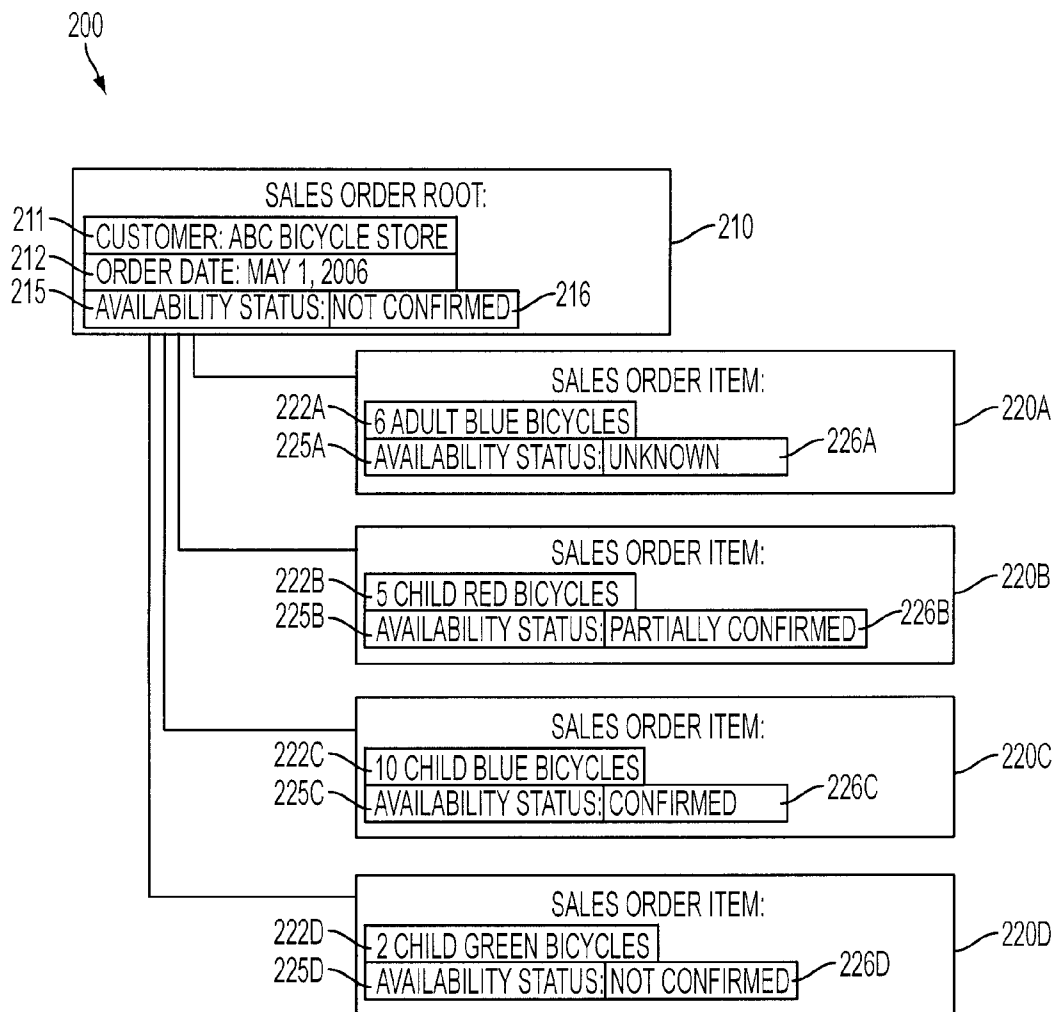 200
SALES ORDER ROOT:
211 CUSTOMER: ABC BICYCLE STORE 210
212 ORDER DATE: MAY 1, 2006
215 AVAILABILITY STATUS: NOT CONFIRMED 216
SALES ORDER ITEM:
222A 6 ADULT BLUE BICYCLES 220A
225A AVAILABILITY STATUS: UNKNOWN 226A
SALES ORDER ITEM:
222B 5 CHILD RED BICYCLES 220B
225B AVAILABILITY STATUS: PARTIALLY CONFIRMED 226B
SALES ORDER ITEM:
222C 10 CHILD BLUE BICYCLES 220C
225C AVAILABILITY STATUS: CONFIRMED 226C
SALES ORDER ITEM:
222D 2 CHILD GREEN BICYCLES 220D
225D AVAILABILITY STATUS: NOT CONFIRMED 226D